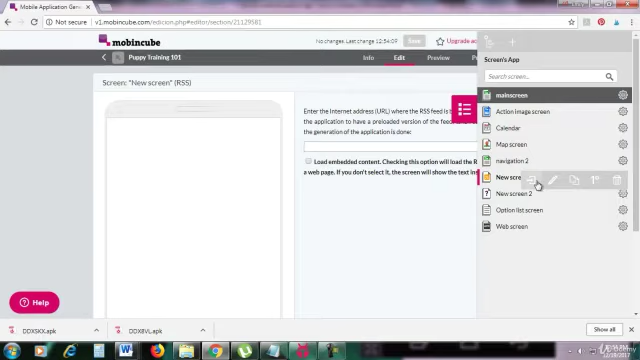 Mobile Application Gene
Not secure
v1.mobincube.com/edicion.php#editor/section/21129581
mobincube
No changes. Last change 12:54:09
Save
Upgrade
Puppy Training 101
Info
Edit
Preview
Screen's App
Search screen...
Screen: "New screen" (RSS)
mainscreen
Enter the Internet address (URL) where the RSS feed is
Action image screen
the application to have a preloaded version of the feed
the generation of the application is done:
Calendar
Map screen
Load embedded content. Checking this option will load the
navigation 2
a web page. If you don't select it, the screen will show the text
New scre
New screen 2
Option list screen
Web screen
Help
DDXSKX.apk
DDX8VL.apk
Show all
12/19/2017